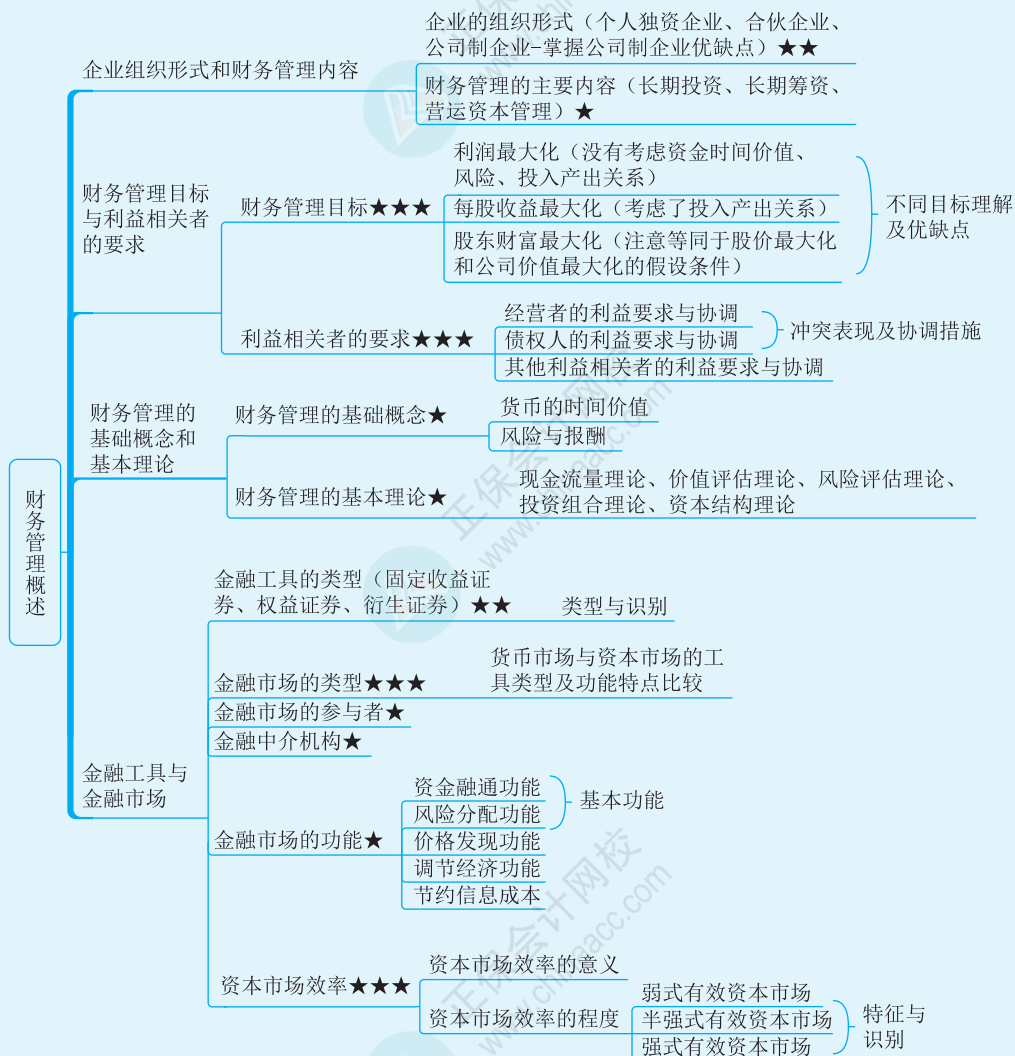 财务管理概述
企业组织形式和财务管理内容
企业的组织形式（个人独资企业、合伙企业、
公司制企业-掌握公司制企业优缺点）★★
财务管理的主要内容（长期投资、长期筹资、
营运资本管理）★
财务管理目标
与利益相关者
的要求
财务管理目标★★★
利润最大化（没有考虑资金时间价值、
风险、投入产出关系）
每股收益最大化（考虑了投入产出关系）
股东财富最大化（注意等同于股价最大化
和公司价值最大化的假设条件）
不同目标理解
及优缺点
利益相关者的要求★★★
经营者的利益要求与协调
债权人的利益要求与协调
其他利益相关者的利益要求与协调
冲突表现及协调措施
财务管理的
基础概念和
基本理论
财务管理的基础概念★
货币的时间价值
风险与报酬
财务管理的基本理论★
现金流量理论、价值评估理论、风险评估理论、
投资组合理论、资本结构理论
金融工具与
金融市场
金融工具的类型（固定收益证
券、权益证券、衍生证券）★★
类型与识别
金融市场的类型★★★
货币市场与资本市场的工
具类型及功能特点比较
金融市场的参与者★
金融中介机构★
金融市场的功能★
资金融通功能
风险分配功能
价格发现功能
调节经济功能
节约信息成本
基本功能
资本市场效率★★★
资本市场效率的意义
资本市场效率的程度
弱式有效资本市场
半强式有效资本市场
强式有效资本市场
特征与
识别
正保会计网校
www.chinaacc.com
正保会计网校
www.chinaacc.com